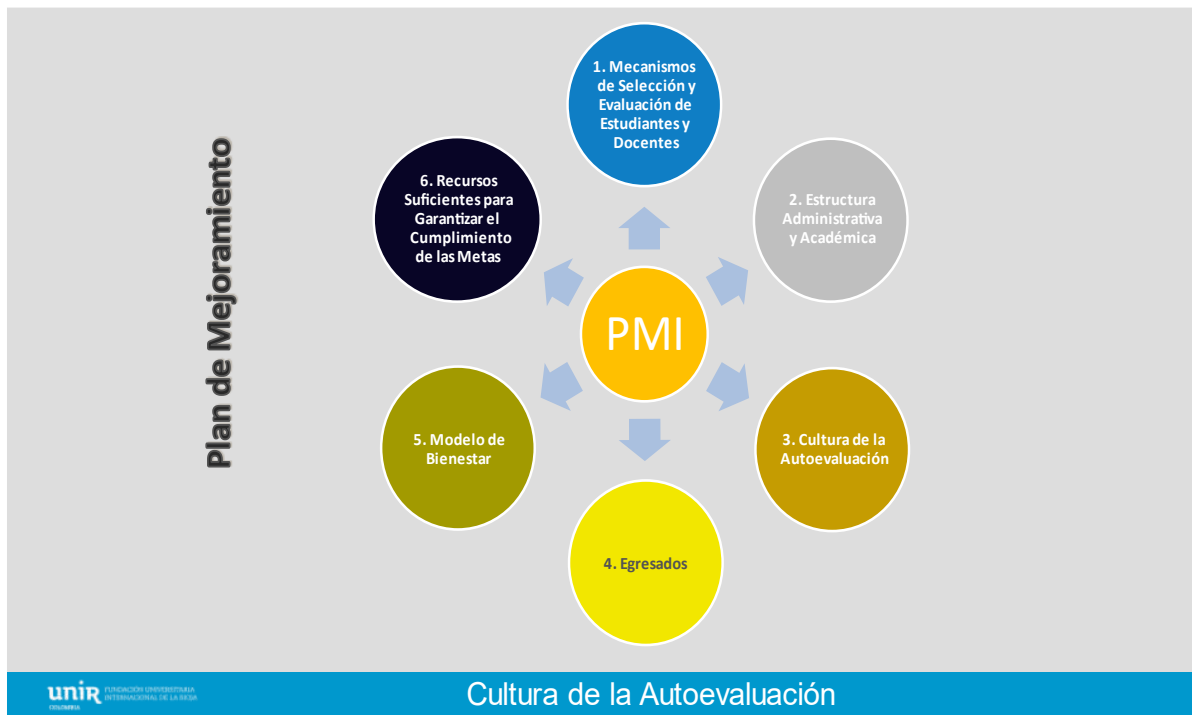 Plan de Mejoramiento
1. Mecanismos
de Selección y
Evaluación de
Estudiantes y
Docentes
2. Estructura
Administrativa
y Académica
3. Cultura de la
Autoevaluación
4. Egresados
5. Modelo de
Bienestar
6. Recursos
Suficientes para
Garantizar el
Cumplimiento
de las Metas
PMI
unir
FUNDACIÓN UNIVERSITARIA
INTERNACIONAL DE LA RIOJA
COLOMBIA
Cultura de la Autoevaluación